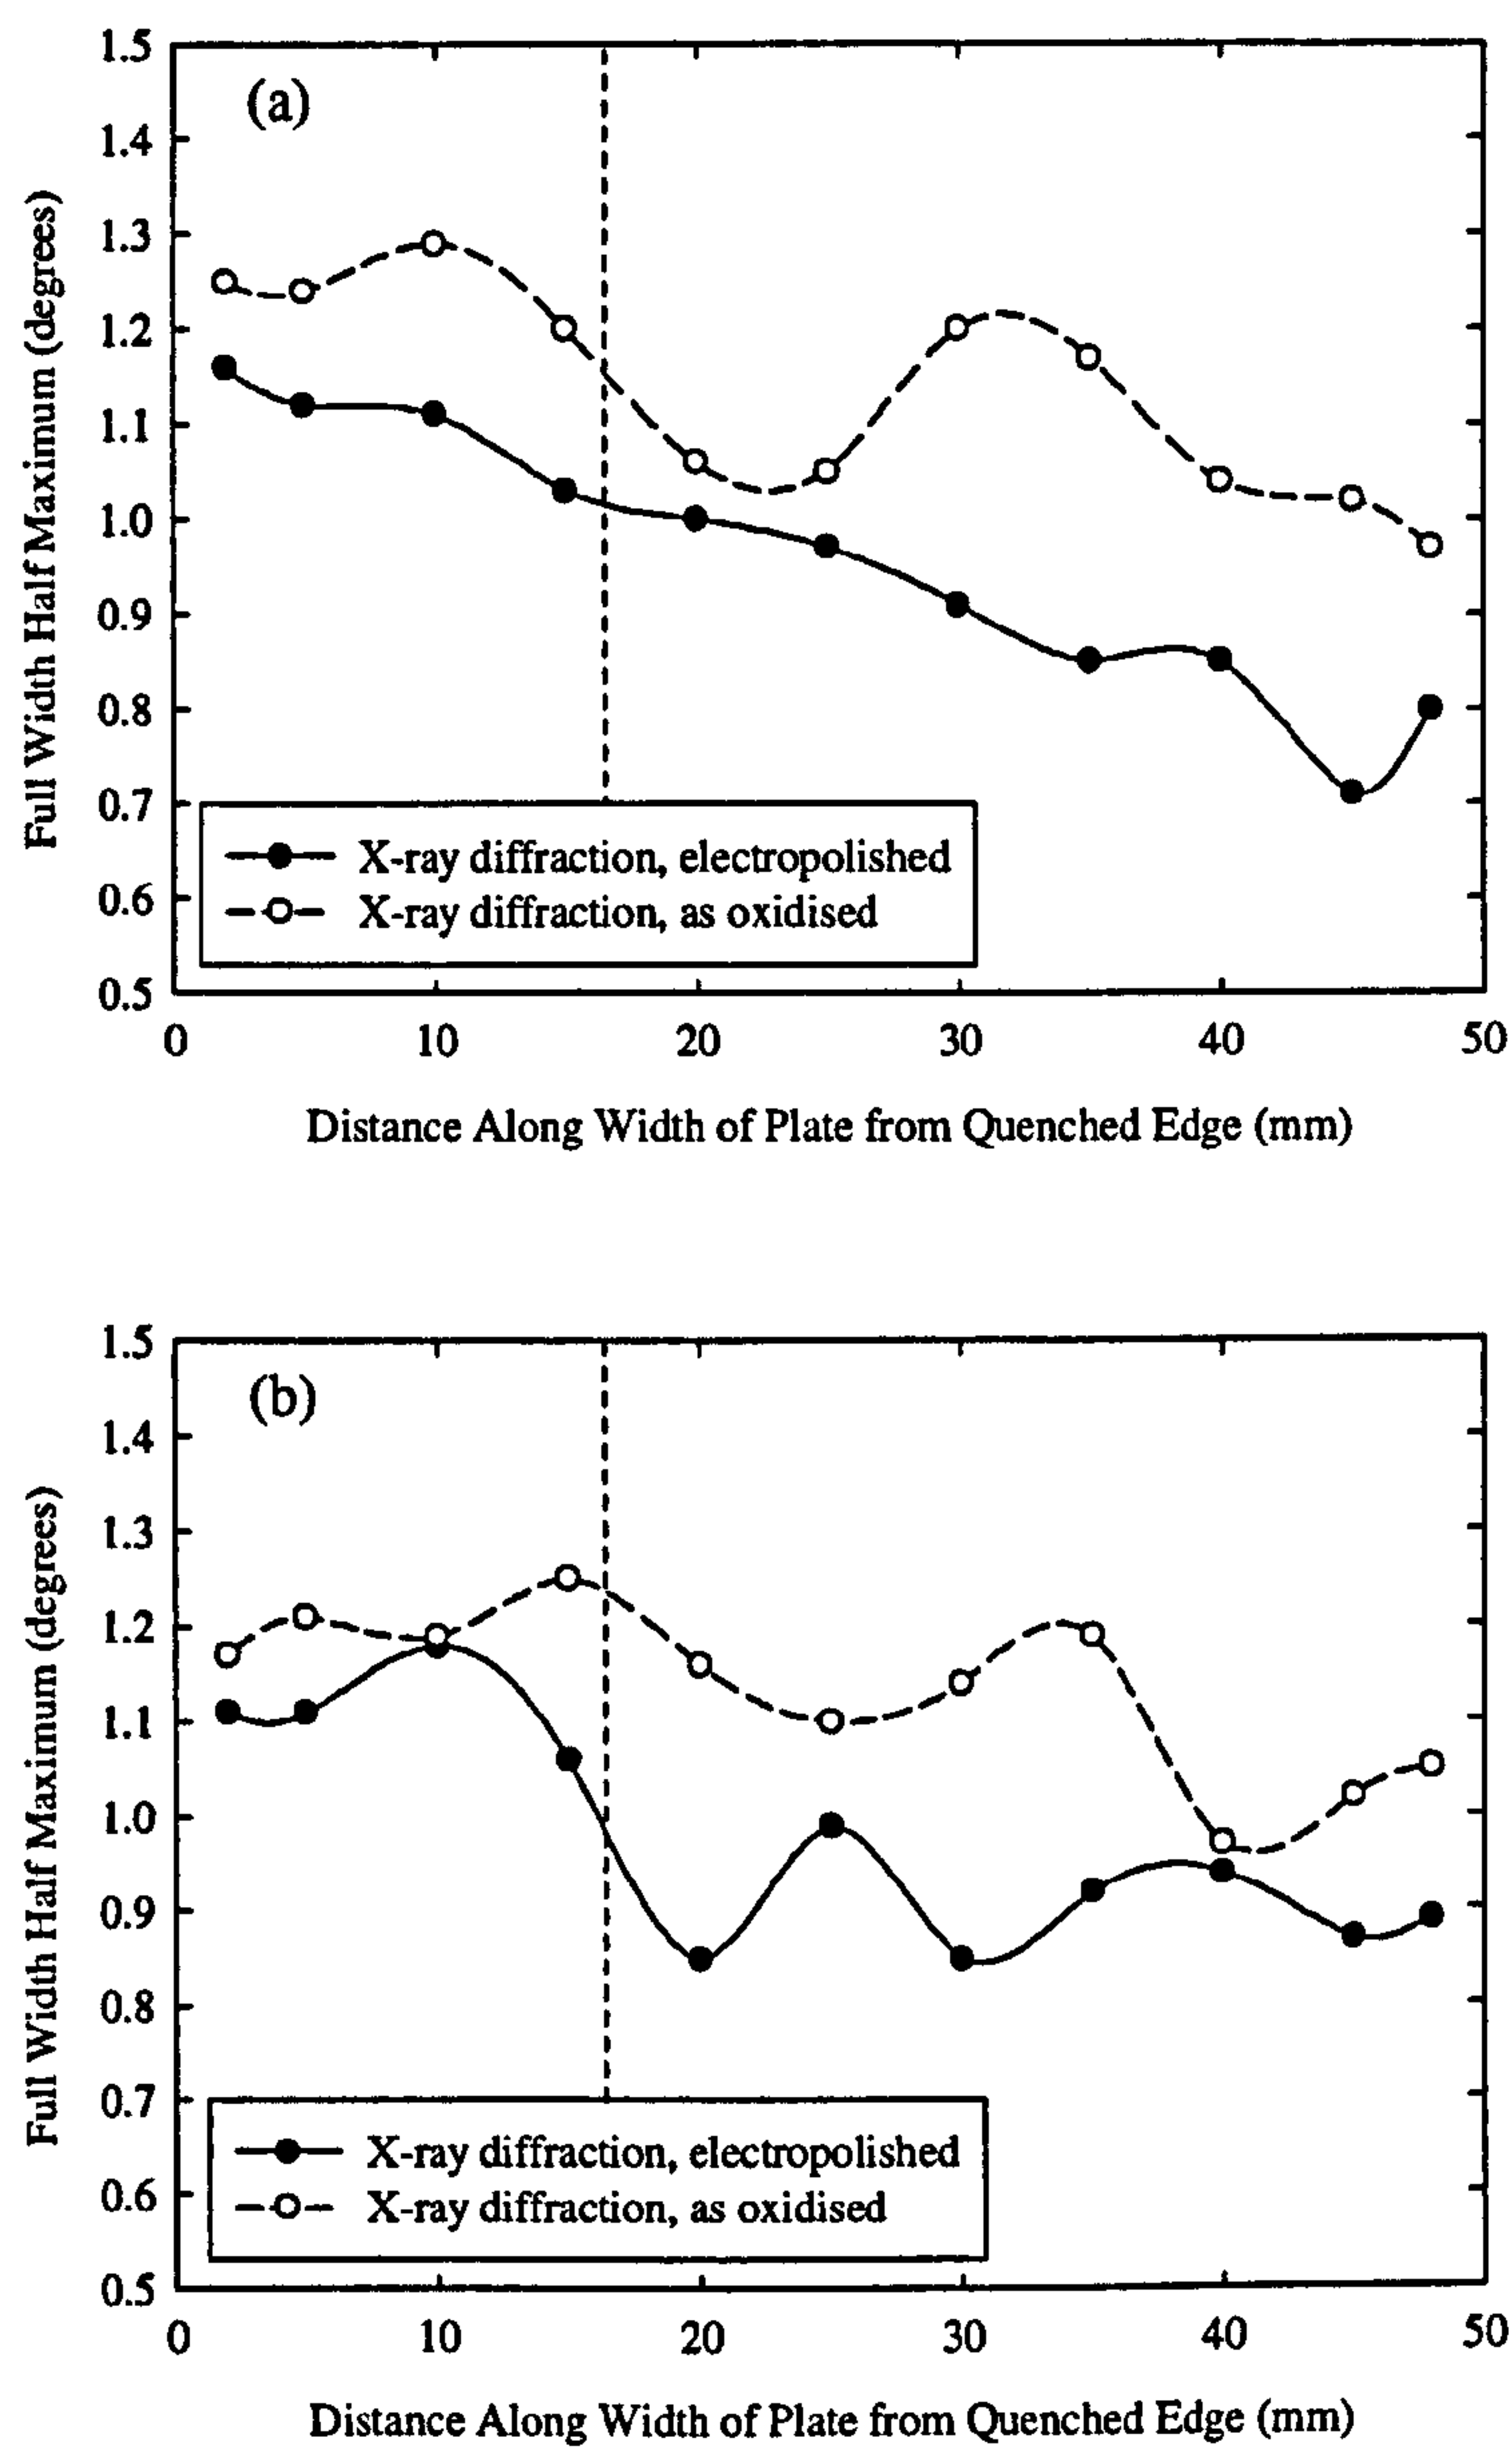 (a)
Full Width Half Maximum (degrees)
1.5
1.4
1.3
1.2
1.1
1.0
0.9
0.8
0.7
0.6
0.5
X-ray diffraction, electropolished
X-ray diffraction, as oxidised
0 10 20 30 40 50
Distance Along Width of Plate from Quenched Edge (mm)
(b)
Full Width Half Maximum (degrees)
1.5
1.4
1.3
1.2
1.1
1.0
0.9
0.8
0.7
0.6
0.5
X-ray diffraction, electropolished
X-ray diffraction, as oxidised
0 10 20 30 40 50
Distance Along Width of Plate from Quenched Edge (mm)